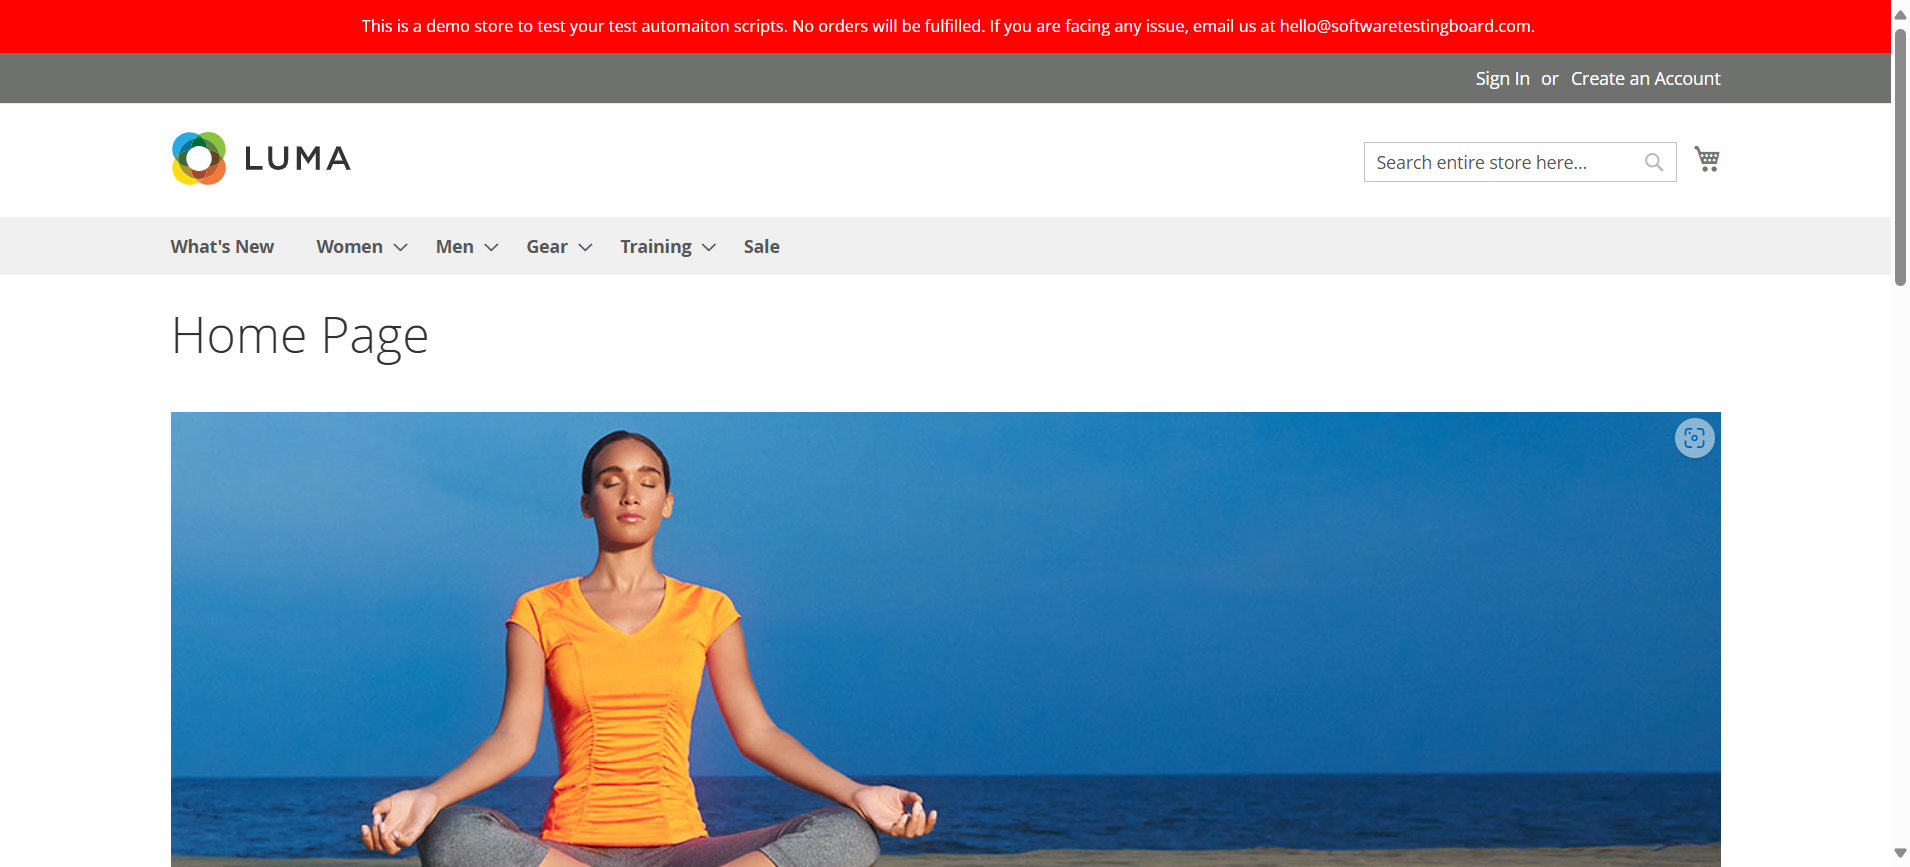 This is a demo store to test your test automaiton scripts. No orders will be fulfilled. If you are facing any issue, email us at hello@softwaretestingboard.com.
Sign In or Create an Account
LUMA
Search entire store here...
What's New Women Men Gear Training Sale
Home Page